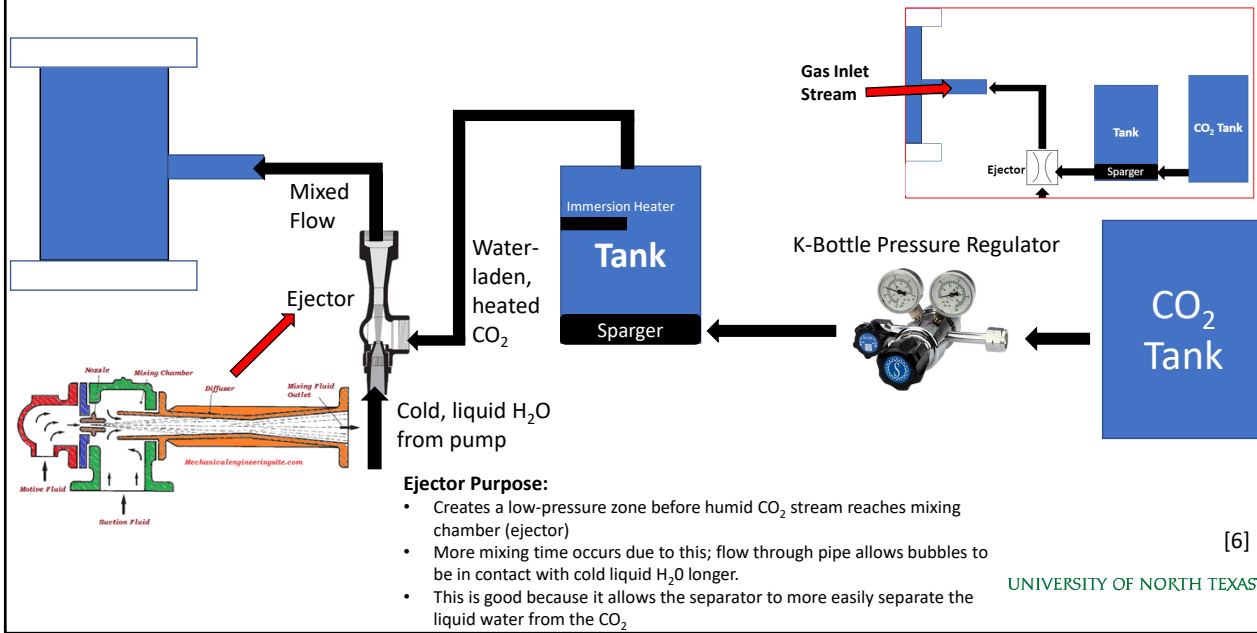 Gas Inlet
Stream
Tank
CO₂ Tank
Ejector
Sparger
Mixed
Flow
Immersion Heater
Tank
Sparger
Water-
laden,
heated
CO₂
K-Bottle Pressure Regulator
CO₂
Tank
Ejector
Nozzle
Mixing Chamber
Diffuser
Mixing Fluid
Outlet
Mechanicalengineeringsite.com
Motive Fluid
Suction Fluid
Cold, liquid H₂O
from pump
Ejector Purpose:
• Creates a low-pressure zone before humid CO₂ stream reaches mixing
chamber (ejector)
• More mixing time occurs due to this; flow through pipe allows bubbles to
be in contact with cold liquid H₂0 longer.
• This is good because it allows the separator to more easily separate the
liquid water from the CO₂
[6]
UNIVERSITY OF NORTH TEXAS